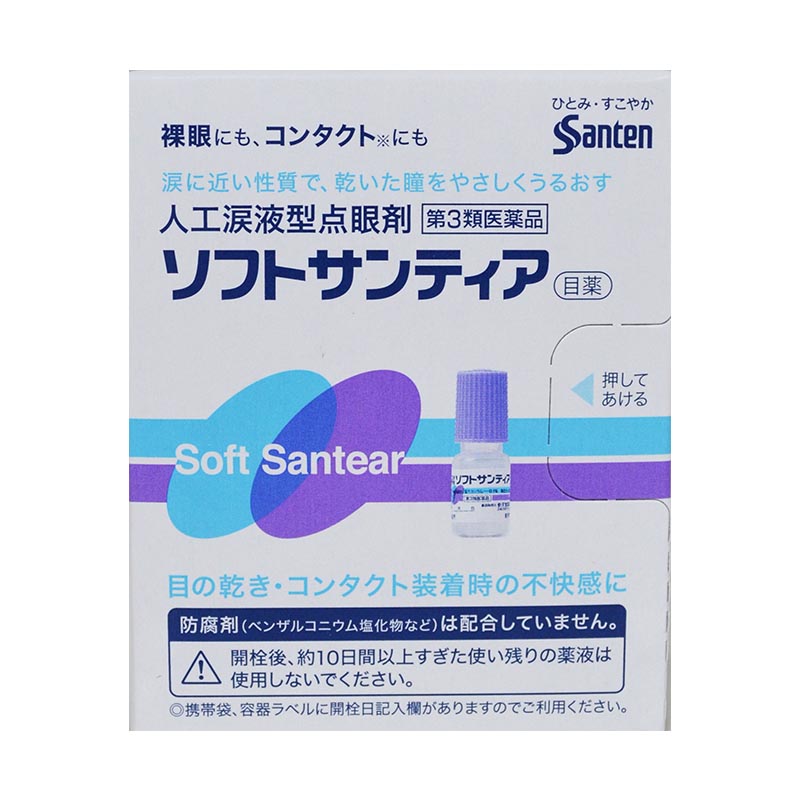 ひとみ・すこやか
Santen
裸眼にも、コンタクト※にも
涙に近い性質で、乾いた瞳をやさしくうるおす
人工涙液型点眼剤 第3類医薬品
ソフトサンティア 目薬
押して
あける
Soft Santear
ソフトサンティア
第3類医薬品
目の乾き・コンタクト装着時の不快感に
防腐剤(ベンザルコニウム塩化物など)は配合していません。
開栓後、約10日間以上すぎた使い残りの薬液は
使用しないでください。
◎携帯袋、容器ラベルに開栓日記入欄がありますのでご利用ください。